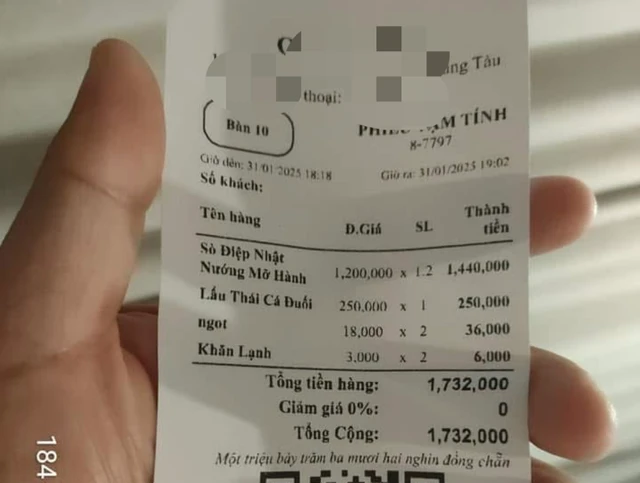 ng Tàu
thoại:
Bàn 10
PHIẾU TẠM TÍNH
8-7797
Giờ đến: 31/01/2025 18:18
Giờ ra: 31/01/2025 19:02
Số khách:
Tên hàng Đ.Giá SL Thành tiền
Sò Điệp Nhật
Nướng Mỡ Hành 1,200,000 x 1.2 1,440,000
Lẩu Thái Cá Đuối 250,000 x 1 250,000
ngot 18,000 x 2 36,000
Khăn Lạnh 3,000 x 2 6,000
Tổng tiền hàng: 1,732,000
Giảm giá 0%: 0
Tổng Cộng: 1,732,000
Một triệu bảy trăm ba mươi hai nghìn đồng chẵn
184